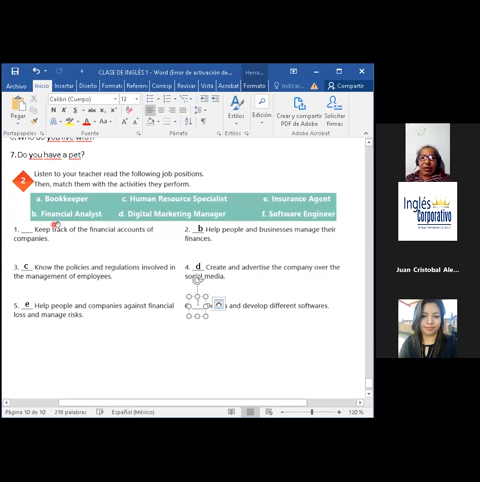 CLASE DE INGLÉS 1 - Word (Error de activación de...
Herra...
Archivo Inicio Insertar Diseño Formato Referen Corresp Revisar Vista Acrobat Formato Indicar... Compartir
Calibri (Cuerpo) 12
Pegar
Estilos Edición Crear y compartir PDF de Adobe Solicitar firmas
Portapapeles Fuente Párrafo Estilos Adobe Acrobat
7. Do you have a pet?
2
Listen to your teacher read the following job positions.
Then, match them with the activities they perform.
a. Bookkeeper c. Human Resource Specialist e. Insurance Agent
b. Financial Analyst d. Digital Marketing Manager f. Software Engineer
1. ___ Keep track of the financial accounts of companies.
2. b Help people and businesses manage their finances.
3. c Know the policies and regulations involved in the management of employees.
4. d Create and advertise the company over the social media.
5. e Help people and companies against financial loss and manage risks.
and develop different softwares.
Página 10 de 10 218 palabras Español (México) 120 %
Inglés
Corporativo
Juan Cristobal Ale...